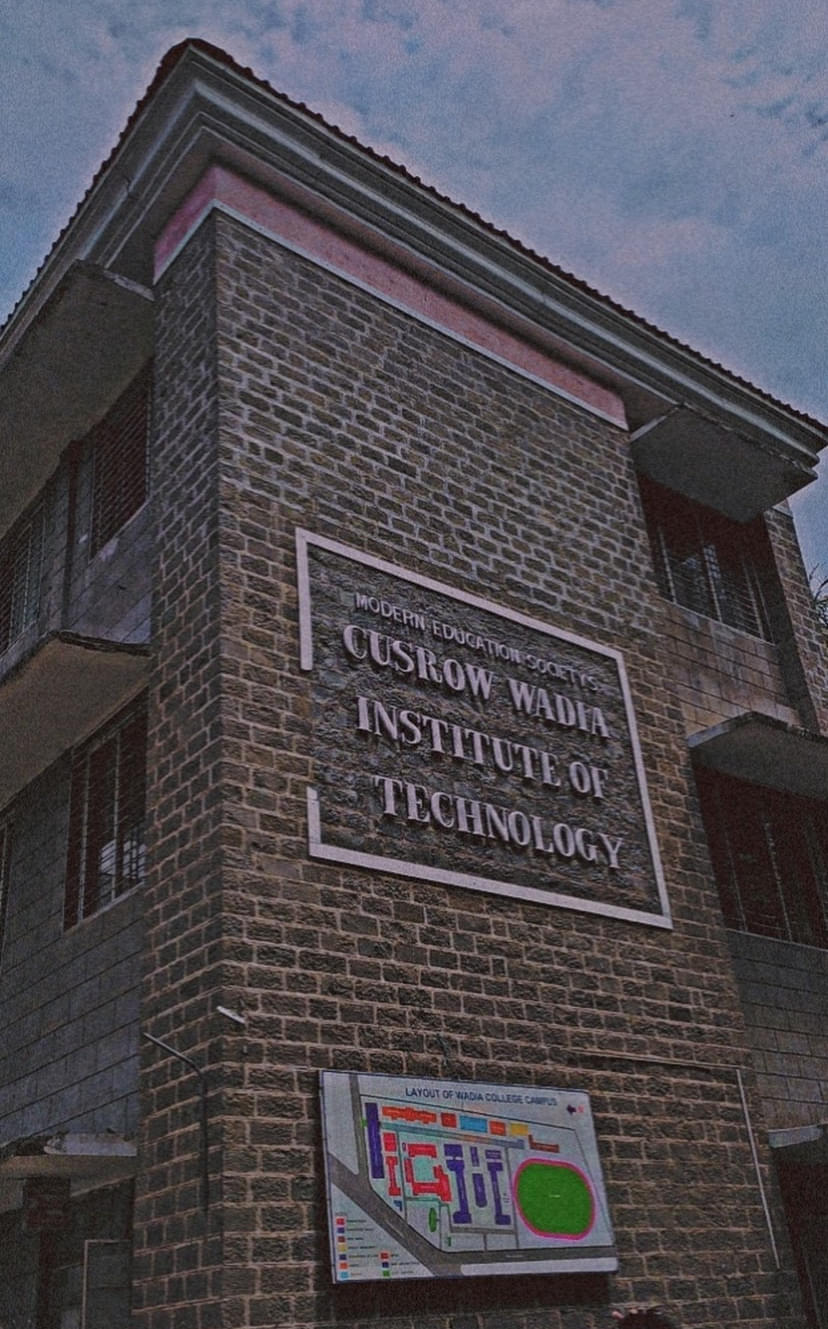 MODERN EDUCATION SOCIETY'S
CUSROW WADIA
INSTITUTE OF
TECHNOLOGY
LAYOUT OF WADIA COLLEGE CAMPUS